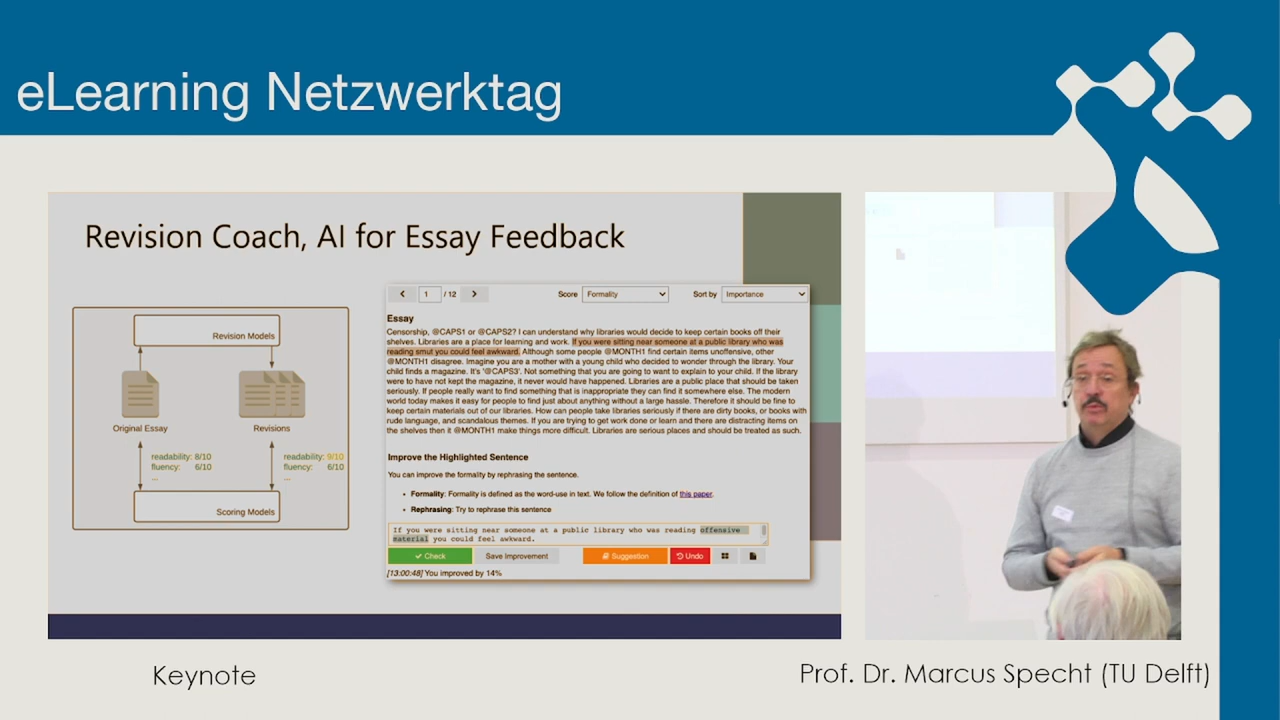 eLearning Netzwerktag
Revision Coach, AI for Essay Feedback
Revision Models
Original Essay
Revisions
readability: 8/10
fluency: 6/10
...
readability: 9/10
fluency: 6/10
...
Scoring Models
1 / 12
Score Formality
Sort by Importance
Essay
Censorship, @CAPS1 or @CAPS2? I can understand why libraries would decide to keep certain books off their
shelves. Libraries are a place for learning and work. If you were sitting near someone at a public library who was
reading smut you could feel awkward. Although some people @MONTH1 find certain items unoffensive, other
@MONTH1 disagree. Imagine you are a mother with a young child who decided to wonder through the library. Your
child finds a magazine. It's '@CAPS3'. Not something that you are going to want to explain to your child. If the library
were to have not kept the magazine, it never would have happened. Libraries are a public place that should be taken
seriously. If people really want to find something that is inappropriate they can find it somewhere else. The modern
world today makes it easy for people to find just about anything without a large hassle. Therefore it should be fine to
keep certain materials out of our libraries. How can people take libraries seriously if there are dirty books, or books with
rude language, and scandalous themes. If you are trying to get work done or learn and there are distracting items on
the shelves then it @MONTH1 make things more difficult. Libraries are serious places and should be treated as such.
Improve the Highlighted Sentence
You can improve the formality by rephrasing the sentence.
• Formality: Formality is defined as the word-use in text. We follow the definition of this paper.
• Rephrasing: Try to rephrase this sentence
If you were sitting near someone at a public library who was reading offensive
material you could feel awkward.
Check
Save Improvement
Suggestion
Undo
[13:00:48] You improved by 14%
Keynote
Prof. Dr. Marcus Specht (TU Delft)